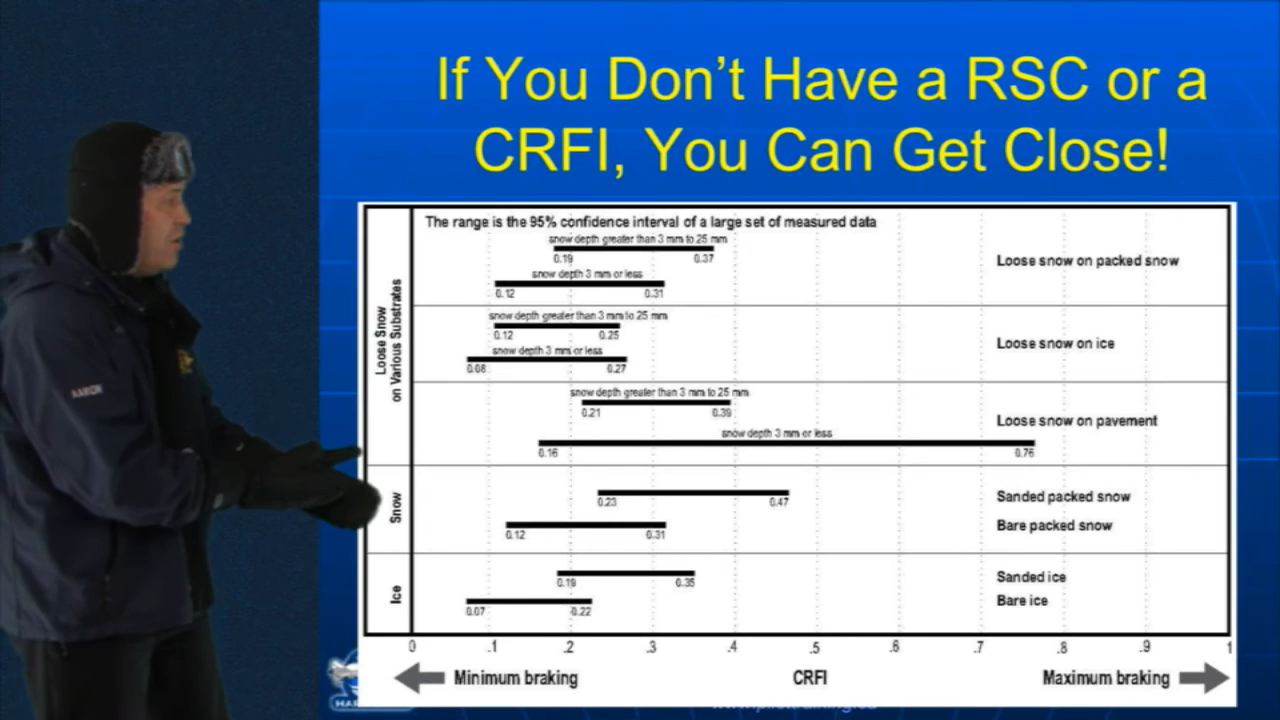 If You Don't Have a RSC or a
CRFI, You Can Get Close!
The range is the 95% confidence interval of a large set of measured data
snow depth greater than 3 mm to 25 mm
0.19 0.37
Loose snow on packed snow
snow depth 3 mm or less
0.12 0.31
Loose Snow
on Various Substrates
snow depth greater than 3 mm to 25 mm
0.12 0.25
Loose snow on ice
snow depth 3 mm or less
0.08 0.27
snow depth greater than 3 mm to 25 mm
0.21 0.39
Loose snow on pavement
snow depth 3 mm or less
0.16 0.76
Snow
Sanded packed snow
0.23 0.47
Bare packed snow
0.12 0.31
Ice
Sanded ice
0.19 0.35
Bare ice
0.07 0.22
0 .1 .2 .3 .4 .5 .6 .7 .8 .9 1
Minimum braking CRFI Maximum braking
AARON